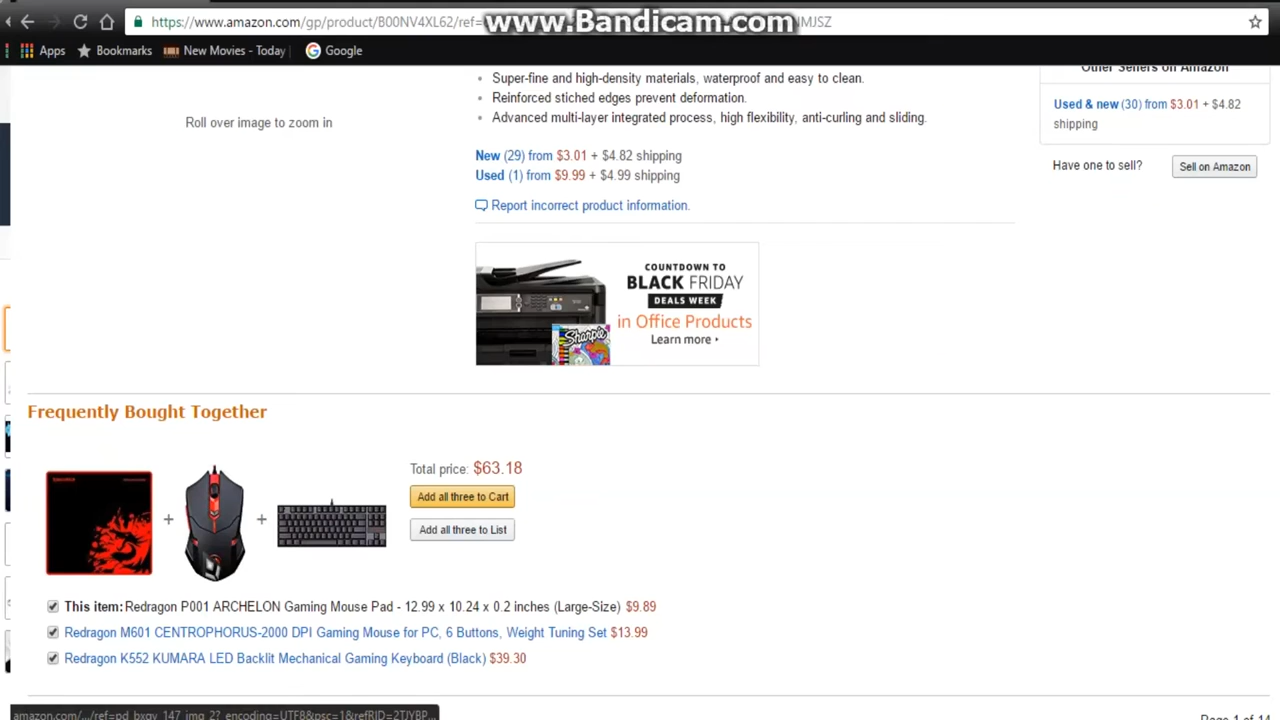 https://www.amazon.com/gp/product/B00NV4XL62/ref=
www.Bandicam.com
NMJSZ
Apps
Bookmarks
New Movies - Today
Google
Other Sellers on Amazon
Super-fine and high-density materials, waterproof and easy to clean.
Reinforced stiched edges prevent deformation.
Advanced multi-layer integrated process, high flexibility, anti-curling and sliding.
Used & new (30) from $3.01 + $4.82
shipping
Roll over image to zoom in
New (29) from $3.01 + $4.82 shipping
Used (1) from $9.99 + $4.99 shipping
Have one to sell?
Sell on Amazon
Report incorrect product information.
COUNTDOWN TO
BLACK FRIDAY
DEALS WEEK
in Office Products
Learn more
Sharpie
Frequently Bought Together
Total price: $63.18
Add all three to Cart
Add all three to List
This item: Redragon P001 ARCHELON Gaming Mouse Pad - 12.99 x 10.24 x 0.2 inches (Large-Size) $9.89
Redragon M601 CENTROPHORUS-2000 DPI Gaming Mouse for PC, 6 Buttons, Weight Tuning Set $13.99
Redragon K552 KUMARA LED Backlit Mechanical Gaming Keyboard (Black) $39.30
Page 1 of 14